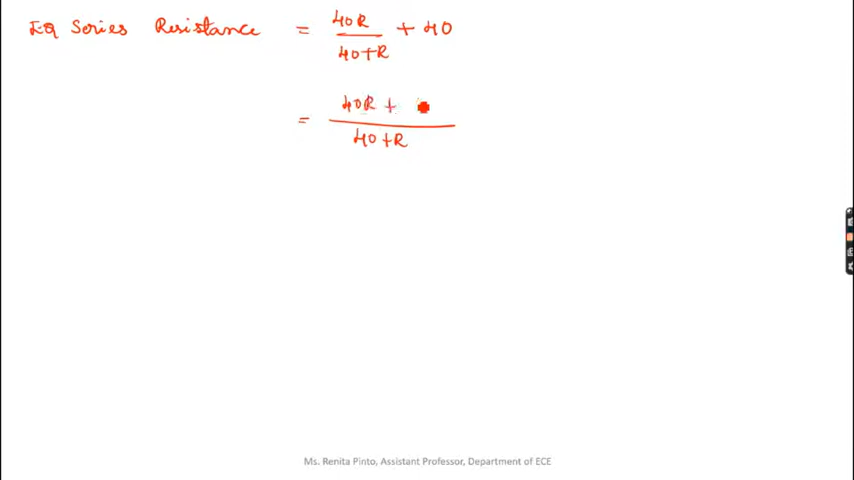 Eq Series Resistance = 40R / 40+R + 40
= 40R + / 40+R
Ms. Renita Pinto, Assistant Professor, Department of ECE